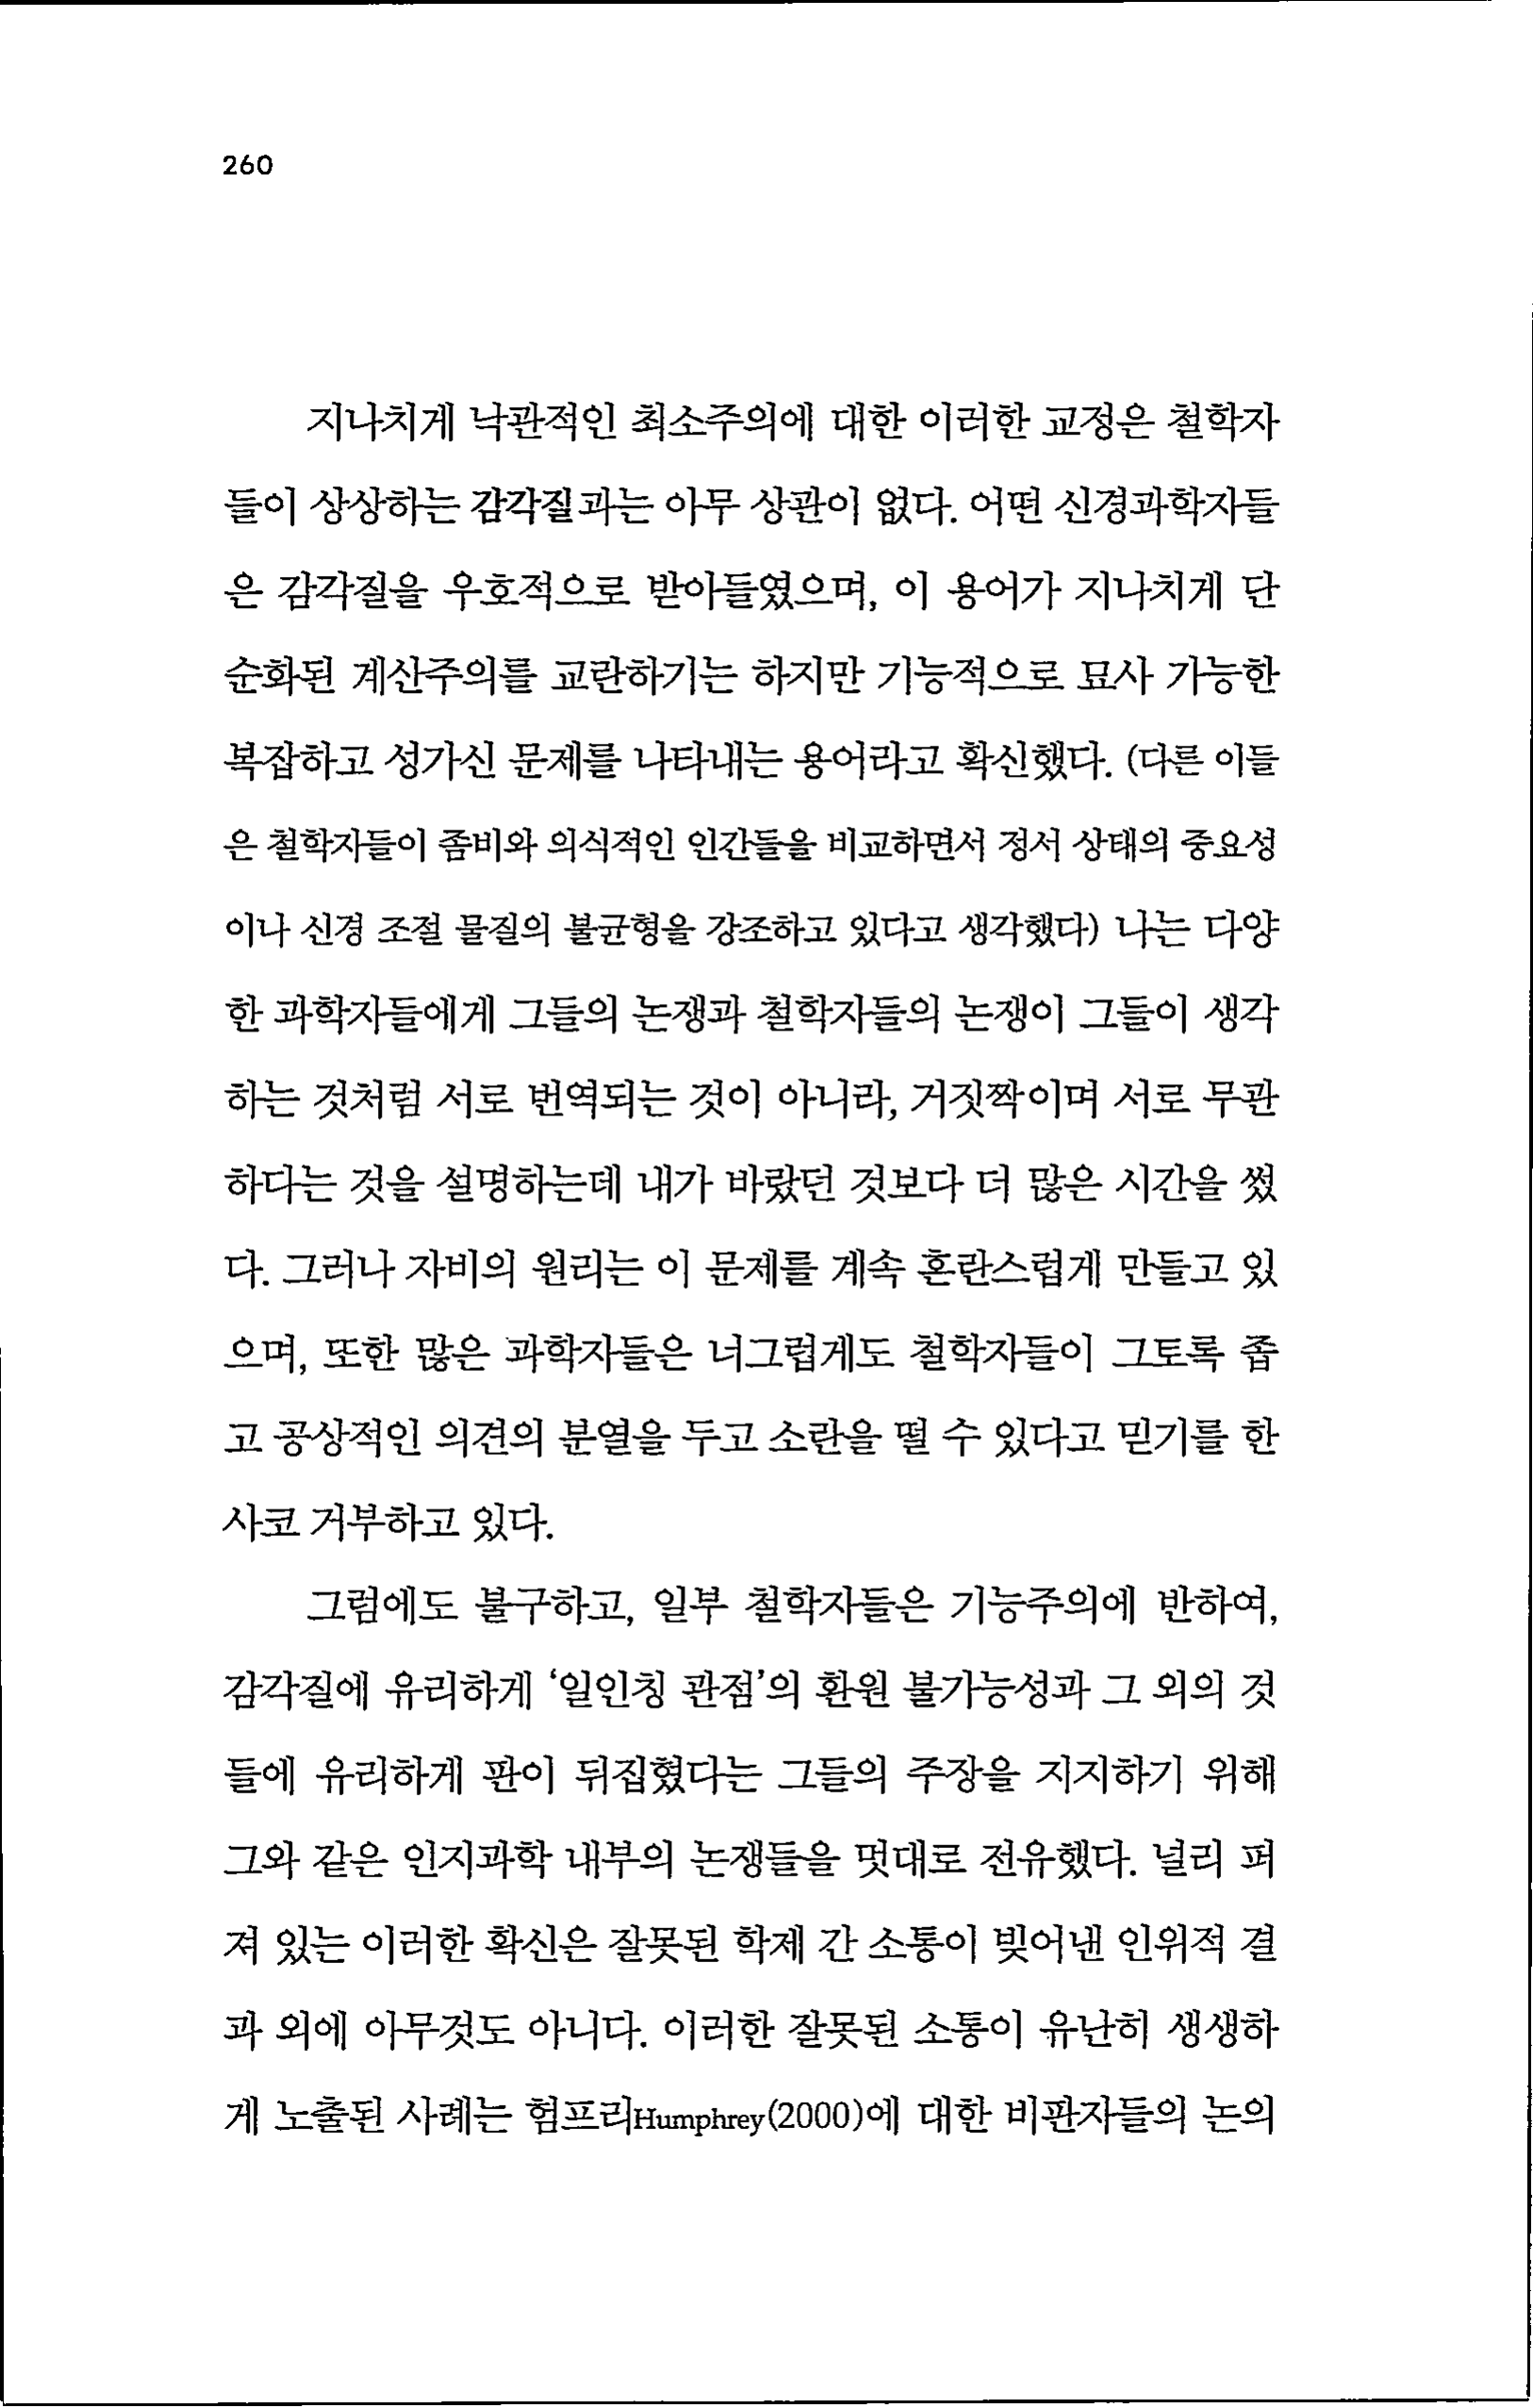 260
지나치게 낙관적인 최소주의에 대한 이러한 교정은 철학자
들이 상상하는 감각질과는 아무 상관이 없다. 어떤 신경과학자들
은 감각질을 우호적으로 받아들였으며, 이 용어가 지나치게 단
순화된 계산주의를 교란하기는 하지만 기능적으로 묘사 가능한
복잡하고 성가신 문제를 나타내는 용어라고 확신했다. (다른 이들
은 철학자들이 좀비와 의식적인 인간들을 비교하면서 정서 상태의 중요성
이나 신경 조절 물질의 불균형을 강조하고 있다고 생각했다) 나는 다양
한 과학자들에게 그들의 논쟁과 철학자들의 논쟁이 그들이 생각
하는 것처럼 서로 번역되는 것이 아니라, 거짓짝이며 서로 무관
하다는 것을 설명하는데 내가 바랐던 것보다 더 많은 시간을 썼
다. 그러나 자비의 원리는 이 문제를 계속 혼란스럽게 만들고 있
으며, 또한 많은 과학자들은 너그럽게도 철학자들이 그토록 좁
고 공상적인 의견의 분열을 두고 소란을 떨 수 있다고 믿기를 한
사코 거부하고 있다.
그럼에도 불구하고, 일부 철학자들은 기능주의에 반하여,
감각질에 유리하게 ‘일인칭 관점’의 환원 불가능성과 그 외의 것
들에 유리하게 판이 뒤집혔다는 그들의 주장을 지지하기 위해
그와 같은 인지과학 내부의 논쟁들을 멋대로 전유했다. 널리 퍼
져 있는 이러한 확신은 잘못된 학제 간 소통이 빚어낸 인위적 결
과 외에 아무것도 아니다. 이러한 잘못된 소통이 유난히 생생하
게 노출된 사례는 험프리Humphrey(2000)에 대한 비판자들의 논의